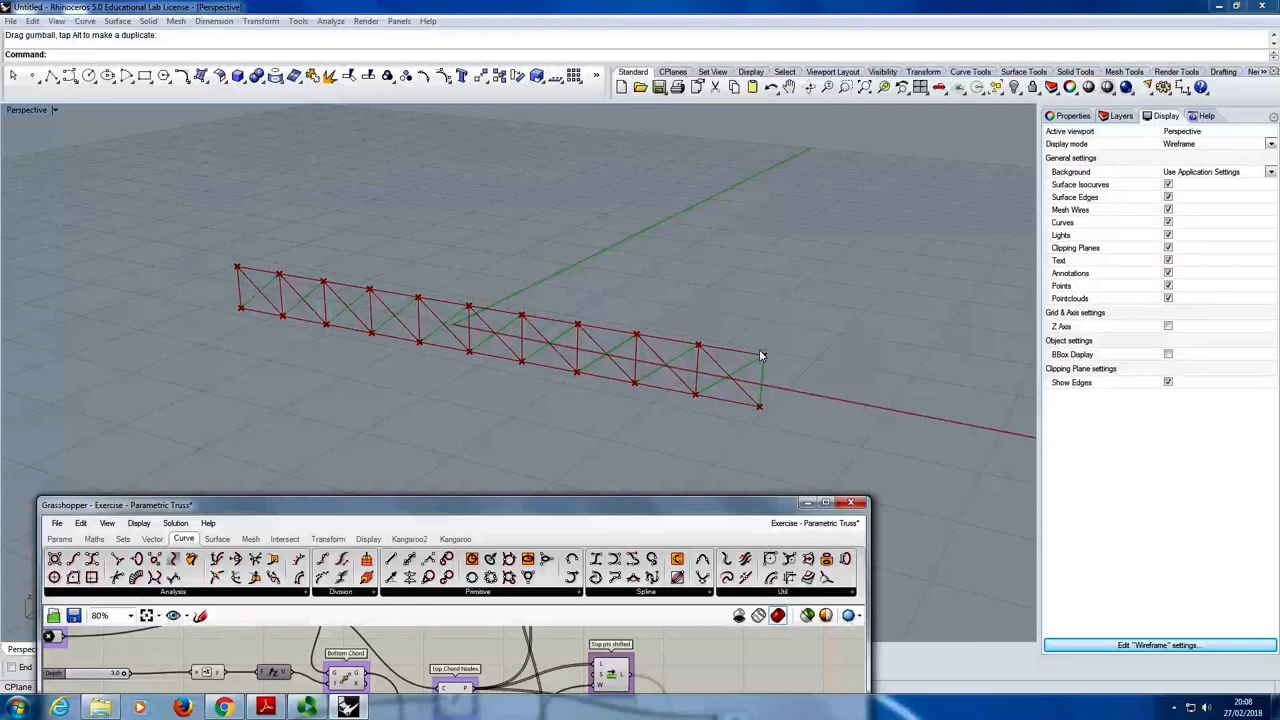 Untitled - Rhinoceros 5.0 Educational Lab License - [Perspective]
File Edit View Curve Surface Solid Mesh Dimension Transform Tools Analyze Render Panels Help
Drag gumball, tap Alt to make a duplicate:
Command:
Standard CPlanes Set View Display Select Viewport Layout Visibility Transform Curve Tools Surface Tools Solid Tools Mesh Tools Render Tools Drafting
Perspective
Properties Layers Display Help
Active viewport Perspective
Display mode Wireframe
General settings
Background Use Application Settings
Surface Isocurves
Surface Edges
Mesh Wires
Curves
Lights
Clipping Planes
Text
Annotations
Points
Pointclouds
Grid & Axis settings
Z Axis
Object settings
BBox Display
Clipping Plane settings
Show Edges
Edit "Wireframe" settings...
Grasshopper - Exercise - Parametric Truss*
File Edit View Display Solution Help Exercise - Parametric Truss*
Params Maths Sets Vector Curve Surface Mesh Intersect Transform Display Kangaroo2 Kangaroo
Analysis Division Primitive Spline Util
80%
Top pts shifted
Bottom Chord
Top Chord Nodes
Depth: 3.0
End
CPlane
20:08
27/02/2018